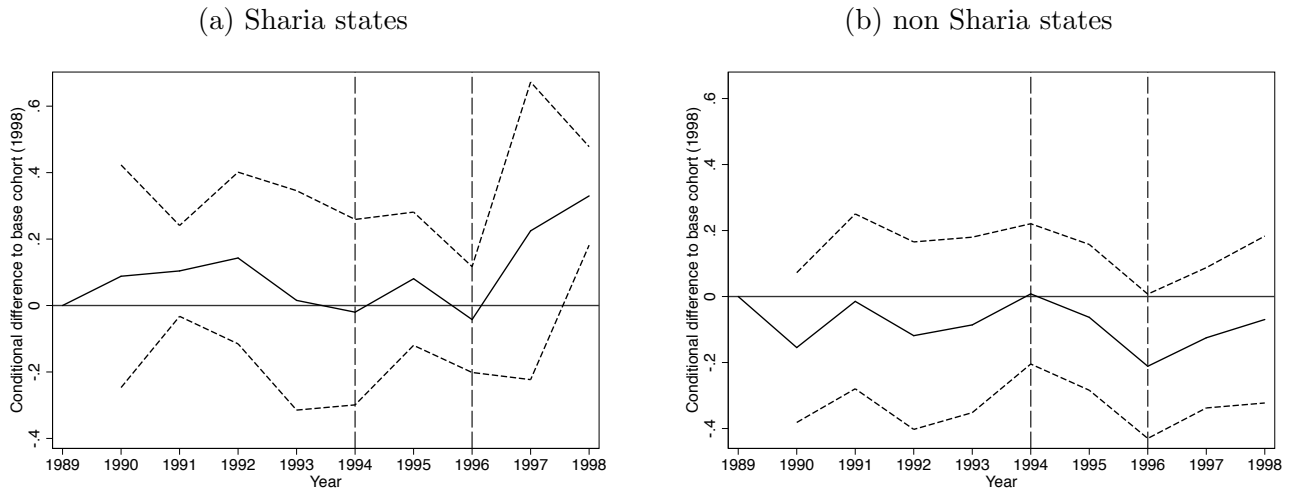 (a) Sharia states
Conditional difference to base cohort (1998)
.6
.4
.2
0
-.2
-.4
1989 1990 1991 1992 1993 1994 1995 1996 1997 1998
Year
(b) non Sharia states
Conditional difference to base cohort (1998)
.6
.4
.2
0
-.2
-.4
1989 1990 1991 1992 1993 1994 1995 1996 1997 1998
Year